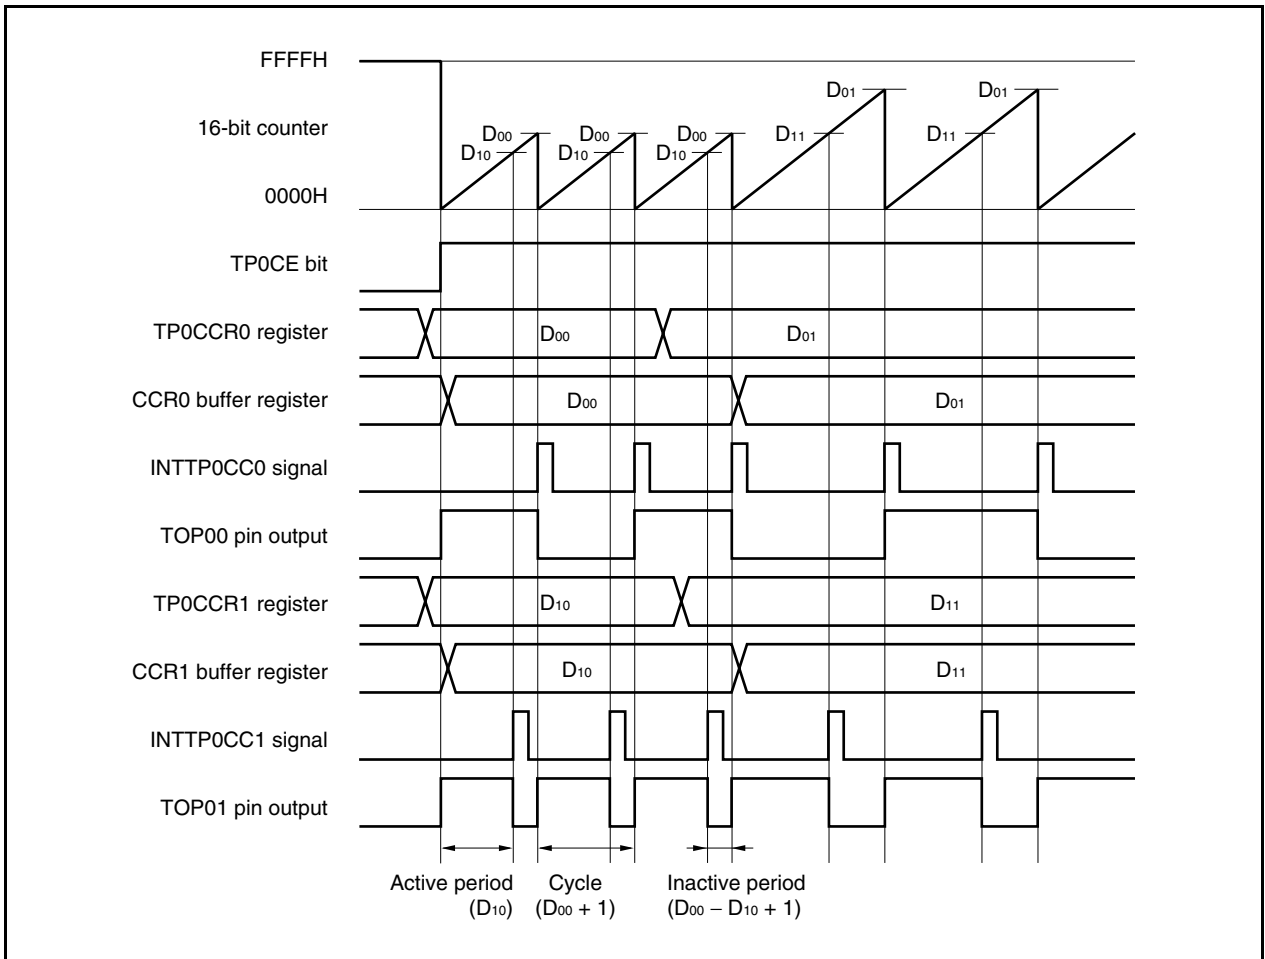 FFFFH
D01 D01
16-bit counter D00 D00 D00 D11 D11
D10 D10 D10
0000H
TP0CE bit
TP0CCR0 register D00 D01
CCR0 buffer register D00 D01
INTTP0CC0 signal
TOP00 pin output
TP0CCR1 register D10 D11
CCR1 buffer register D10 D11
INTTP0CC1 signal
TOP01 pin output
Active period Cycle Inactive period
(D10) (D00 + 1) (D00 − D10 + 1)